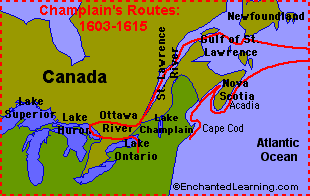 Champlain's Routes:
1603-1615
Newfoundland
Gulf of St.
Lawrence
St. Lawrence
River
Canada
Nova
Scotia
Acadia
Lake
Superior
Lake
Huron
Ottawa
River
Lake
Champlain
Cape Cod
Lake
Ontario
Atlantic
Ocean
©EnchantedLearning.com